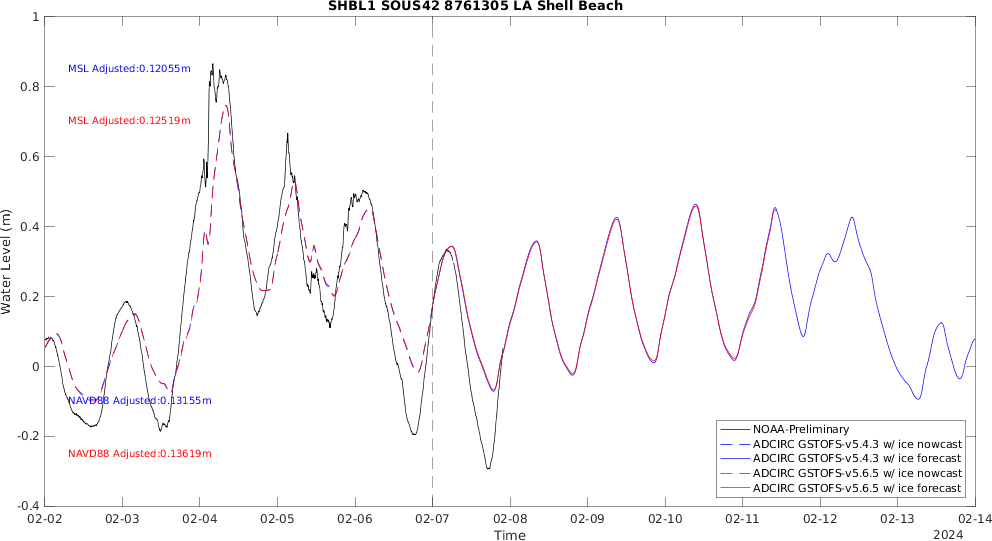 SHBL1 SOUS42 8761305 LA Shell Beach
1
0.8
0.6
0.4
0.2
0
-0.2
-0.4
Water Level (m)
MSL Adjusted:0.12055m
MSL Adjusted:0.12519m
NAVD88 Adjusted:0.13155m
NAVD88 Adjusted:0.13619m
NOAA-Preliminary
ADCIRC GSTOFS-v5.4.3 w/ ice nowcast
ADCIRC GSTOFS-v5.4.3 w/ ice forecast
ADCIRC GSTOFS-v5.6.5 w/ ice nowcast
ADCIRC GSTOFS-v5.6.5 w/ ice forecast
02-02 02-03 02-04 02-05 02-06 02-07 02-08 02-09 02-10 02-11 02-12 02-13 02-14
Time
2024